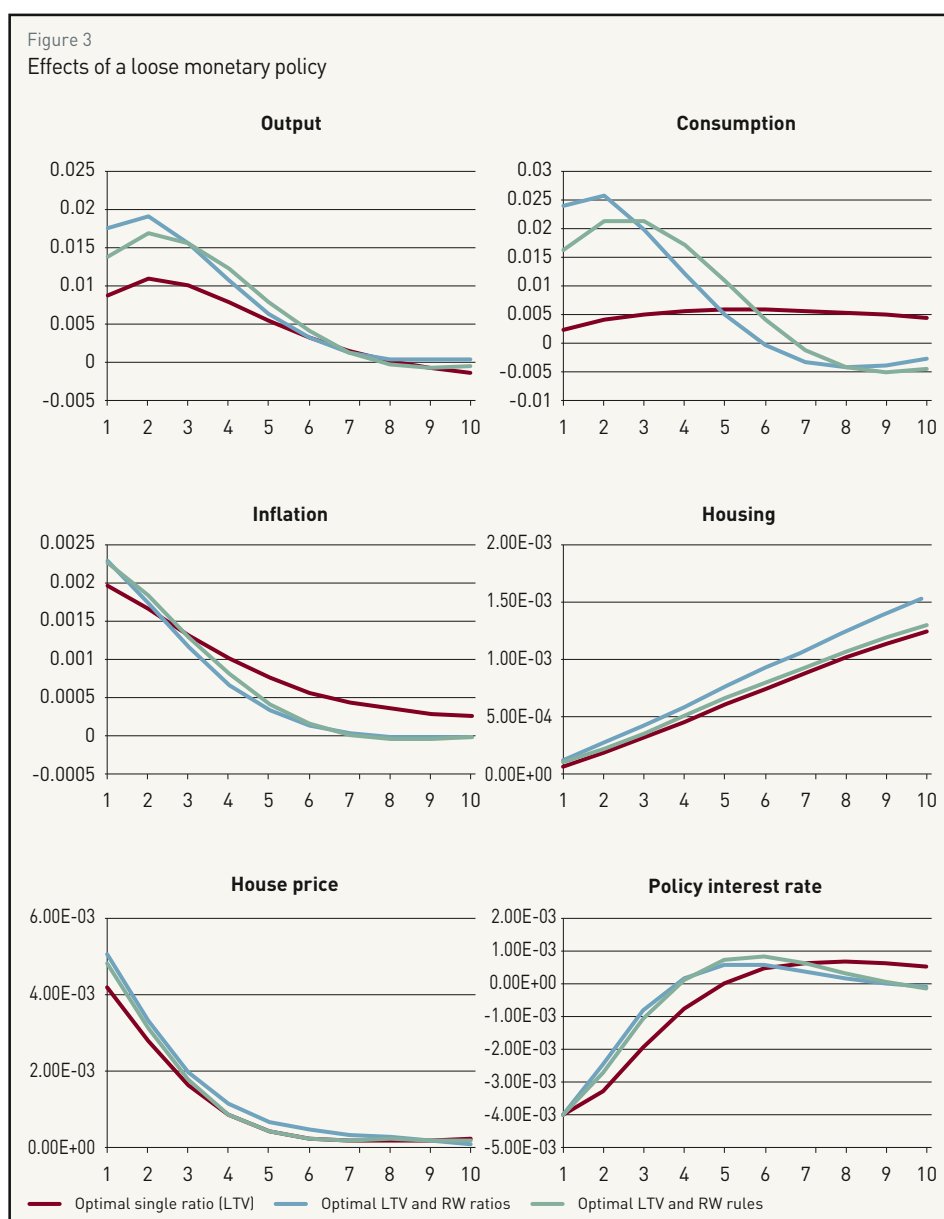 Figure 3
Effects of a loose monetary policy
Output
0.025
0.02
0.015
0.01
0.005
0
-0.005
1 2 3 4 5 6 7 8 9 10
Consumption
0.03
0.025
0.02
0.015
0.01
0.005
0
-0.005
-0.01
1 2 3 4 5 6 7 8 9 10
Inflation
0.0025
0.002
0.0015
0.001
0.0005
0
-0.0005
1 2 3 4 5 6 7 8 9 10
Housing
2.00E-03
1.50E-03
1.00E-03
5.00E-04
0.00E+00
1 2 3 4 5 6 7 8 9 10
House price
6.00E-03
4.00E-03
2.00E-03
0.00E+00
1 2 3 4 5 6 7 8 9 10
Policy interest rate
2.00E-03
1.00E-03
0.00E+00
-1.00E-03
-2.00E-03
-3.00E-03
-4.00E-03
-5.00E-03
1 2 3 4 5 6 7 8 9 10
Optimal single ratio (LTV) Optimal LTV and RW ratios Optimal LTV and RW rules